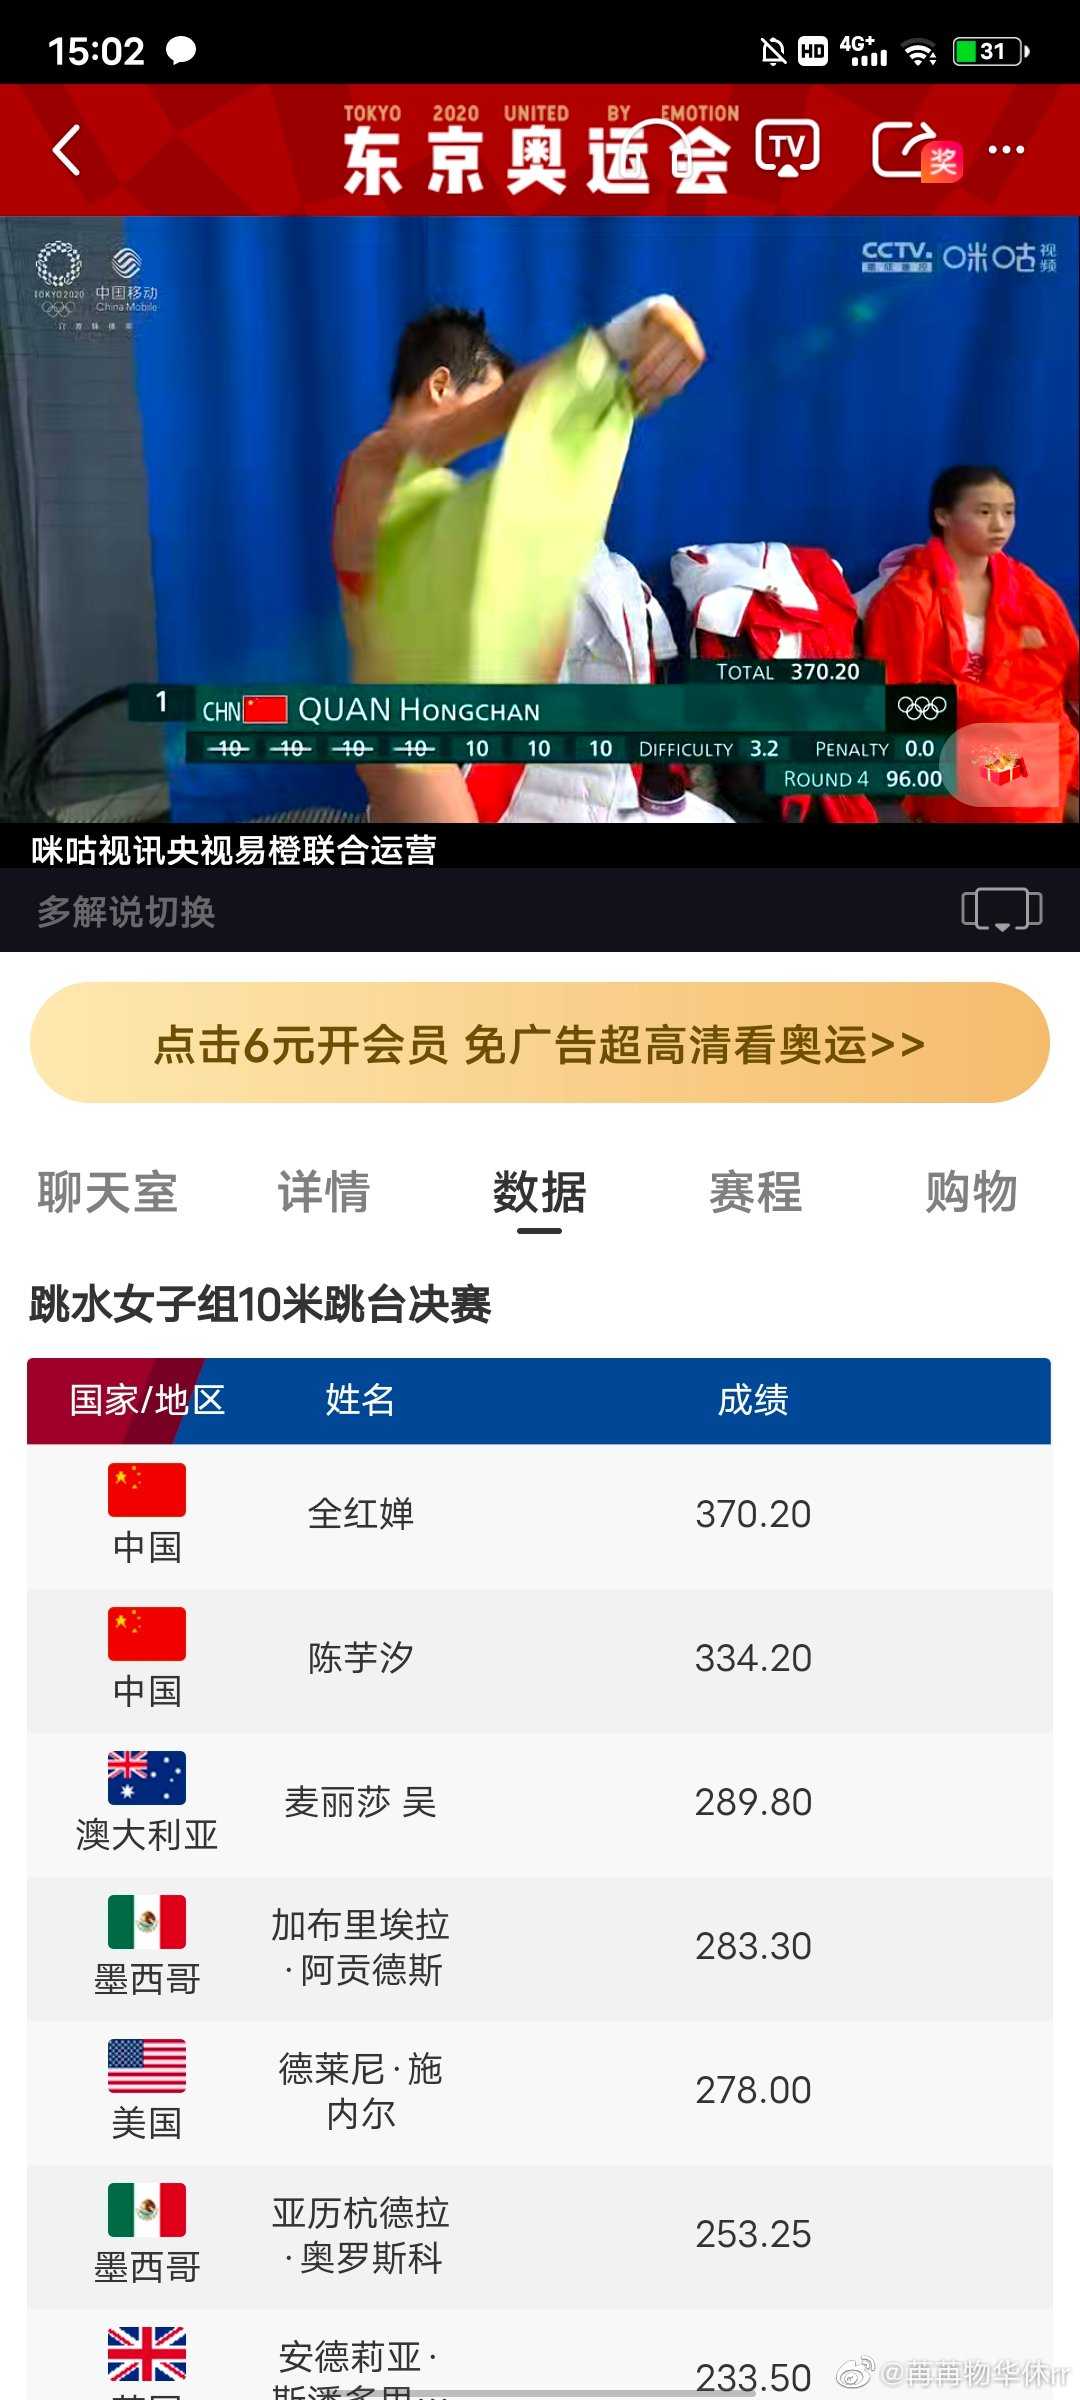 15:02
HD 4G+ 31
TOKYO 2020 UNITED BY EMOTION
东京奥运会
TV
奖
TOKYO2020
中国移动
China Mobile
CCTV.
咪咕视频
TOTAL 370.20
1 CHN QUAN HONGCHAN
10 10 10 10 10 10 10 DIFFICULTY 3.2 PENALTY 0.0
ROUND 4 96.00
咪咕视讯央视易橙联合运营
多解说切换
点击6元开会员 免广告超高清看奥运>>
聊天室 详情 数据 赛程 购物
跳水女子组10米跳台决赛
国家/地区 姓名 成绩
中国 全红婵 370.20
中国 陈芋汐 334.20
澳大利亚 麦丽莎 吴 289.80
墨西哥 加布里埃拉
·阿贡德斯 283.30
美国 德莱尼·施
内尔 278.00
墨西哥 亚历杭德拉
·奥罗斯科 253.25
安德莉亚·
233.50
@苒苒物华休rr